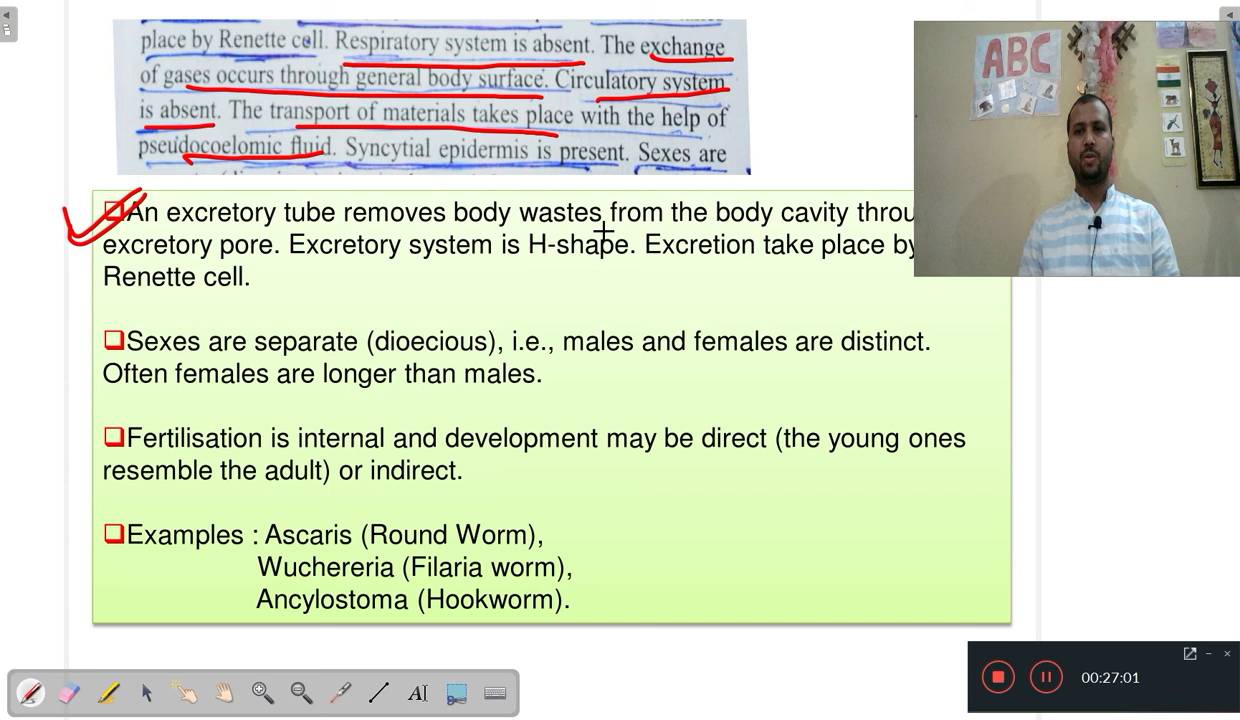 place by Renette cell. Respiratory system is absent. The exchange
of gases occurs through general body surface. Circulatory system
is absent. The transport of materials takes place with the help of
pseudocoelomic fluid. Syncytial epidermis is present. Sexes are
ABC
An excretory tube removes body wastes from the body cavity throu
excretory pore. Excretory system is H-shape. Excretion take place by
Renette cell.
Sexes are separate (dioecious), i.e., males and females are distinct.
Often females are longer than males.
Fertilisation is internal and development may be direct (the young ones
resemble the adult) or indirect.
Examples : Ascaris (Round Worm),
Wuchereria (Filaria worm),
Ancylostoma (Hookworm).
A
00:27:01